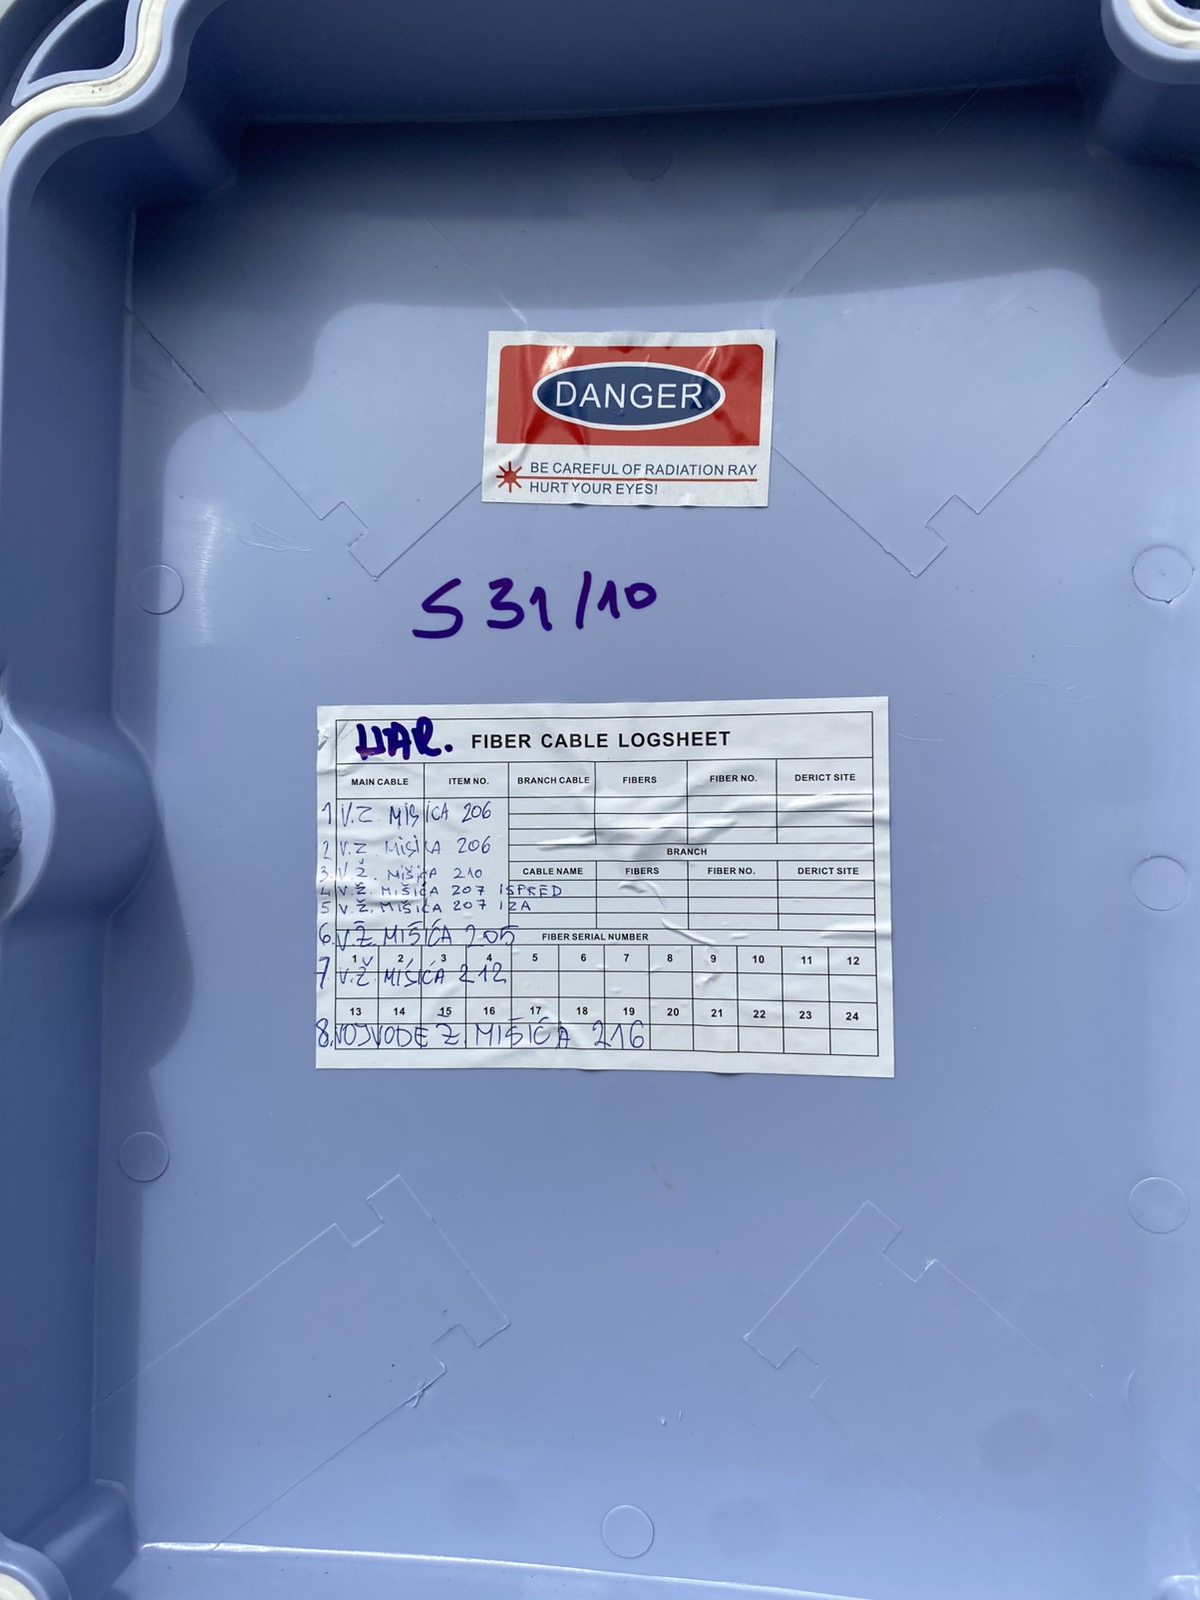 DANGER
BE CAREFUL OF RADIATION RAY
HURT YOUR EYES!
S 31/10
FIBER CABLE LOGSHEET
MAIN CABLE ITEM NO. BRANCH CABLE FIBERS FIBER NO. DERICT SITE
1 V.Z. MIŠICA 206
2 V.Z. MIŠIĆA 206
BRANCH
CABLE NAME FIBERS FIBER NO. DERICT SITE
3. V.Ž. MIŠIĆA 210
4 V.Ž. MIŠIĆA 207 ISPRED
5 V.Ž. MIŠIĆA 207 IZA
6. V.Ž. MIŠIĆA 205
FIBER SERIAL NUMBER
1 2 3 4 5 6 7 8 9 10 11 12
7 V.Ž MIŠIĆA 212
13 14 15 16 17 18 19 20 21 22 23 24
8. VOJVODE Ž. MIŠIĆA 216